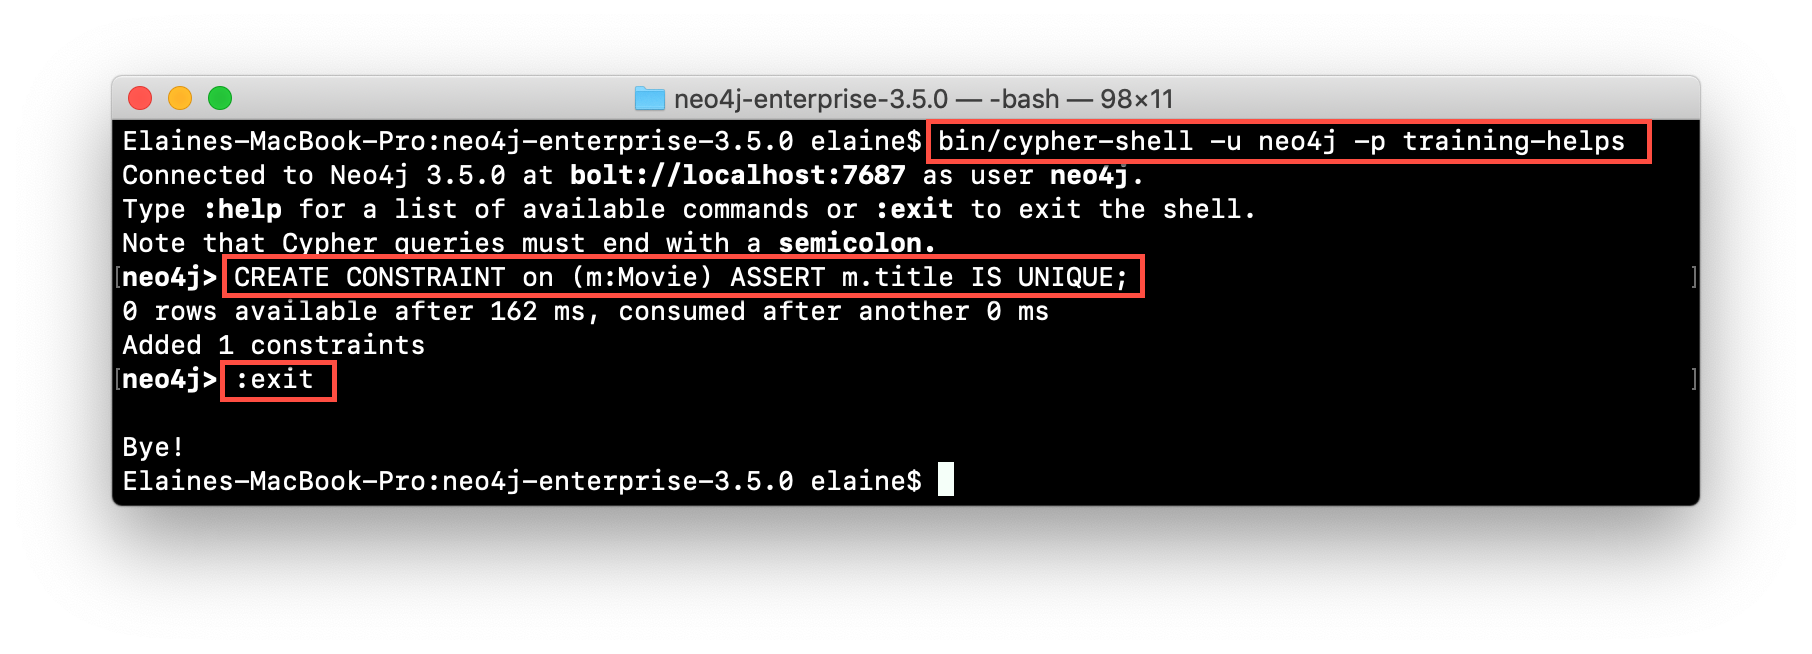 neo4j-enterprise-3.5.0 — -bash — 98×11
Elaines-MacBook-Pro:neo4j-enterprise-3.5.0 elaine$ bin/cypher-shell -u neo4j -p training-helps
Connected to Neo4j 3.5.0 at bolt://localhost:7687 as user neo4j.
Type :help for a list of available commands or :exit to exit the shell.
Note that Cypher queries must end with a semicolon.
[neo4j> CREATE CONSTRAINT on (m:Movie) ASSERT m.title IS UNIQUE; ]
0 rows available after 162 ms, consumed after another 0 ms
Added 1 constraints
[neo4j> :exit ]
Bye!
Elaines-MacBook-Pro:neo4j-enterprise-3.5.0 elaine$